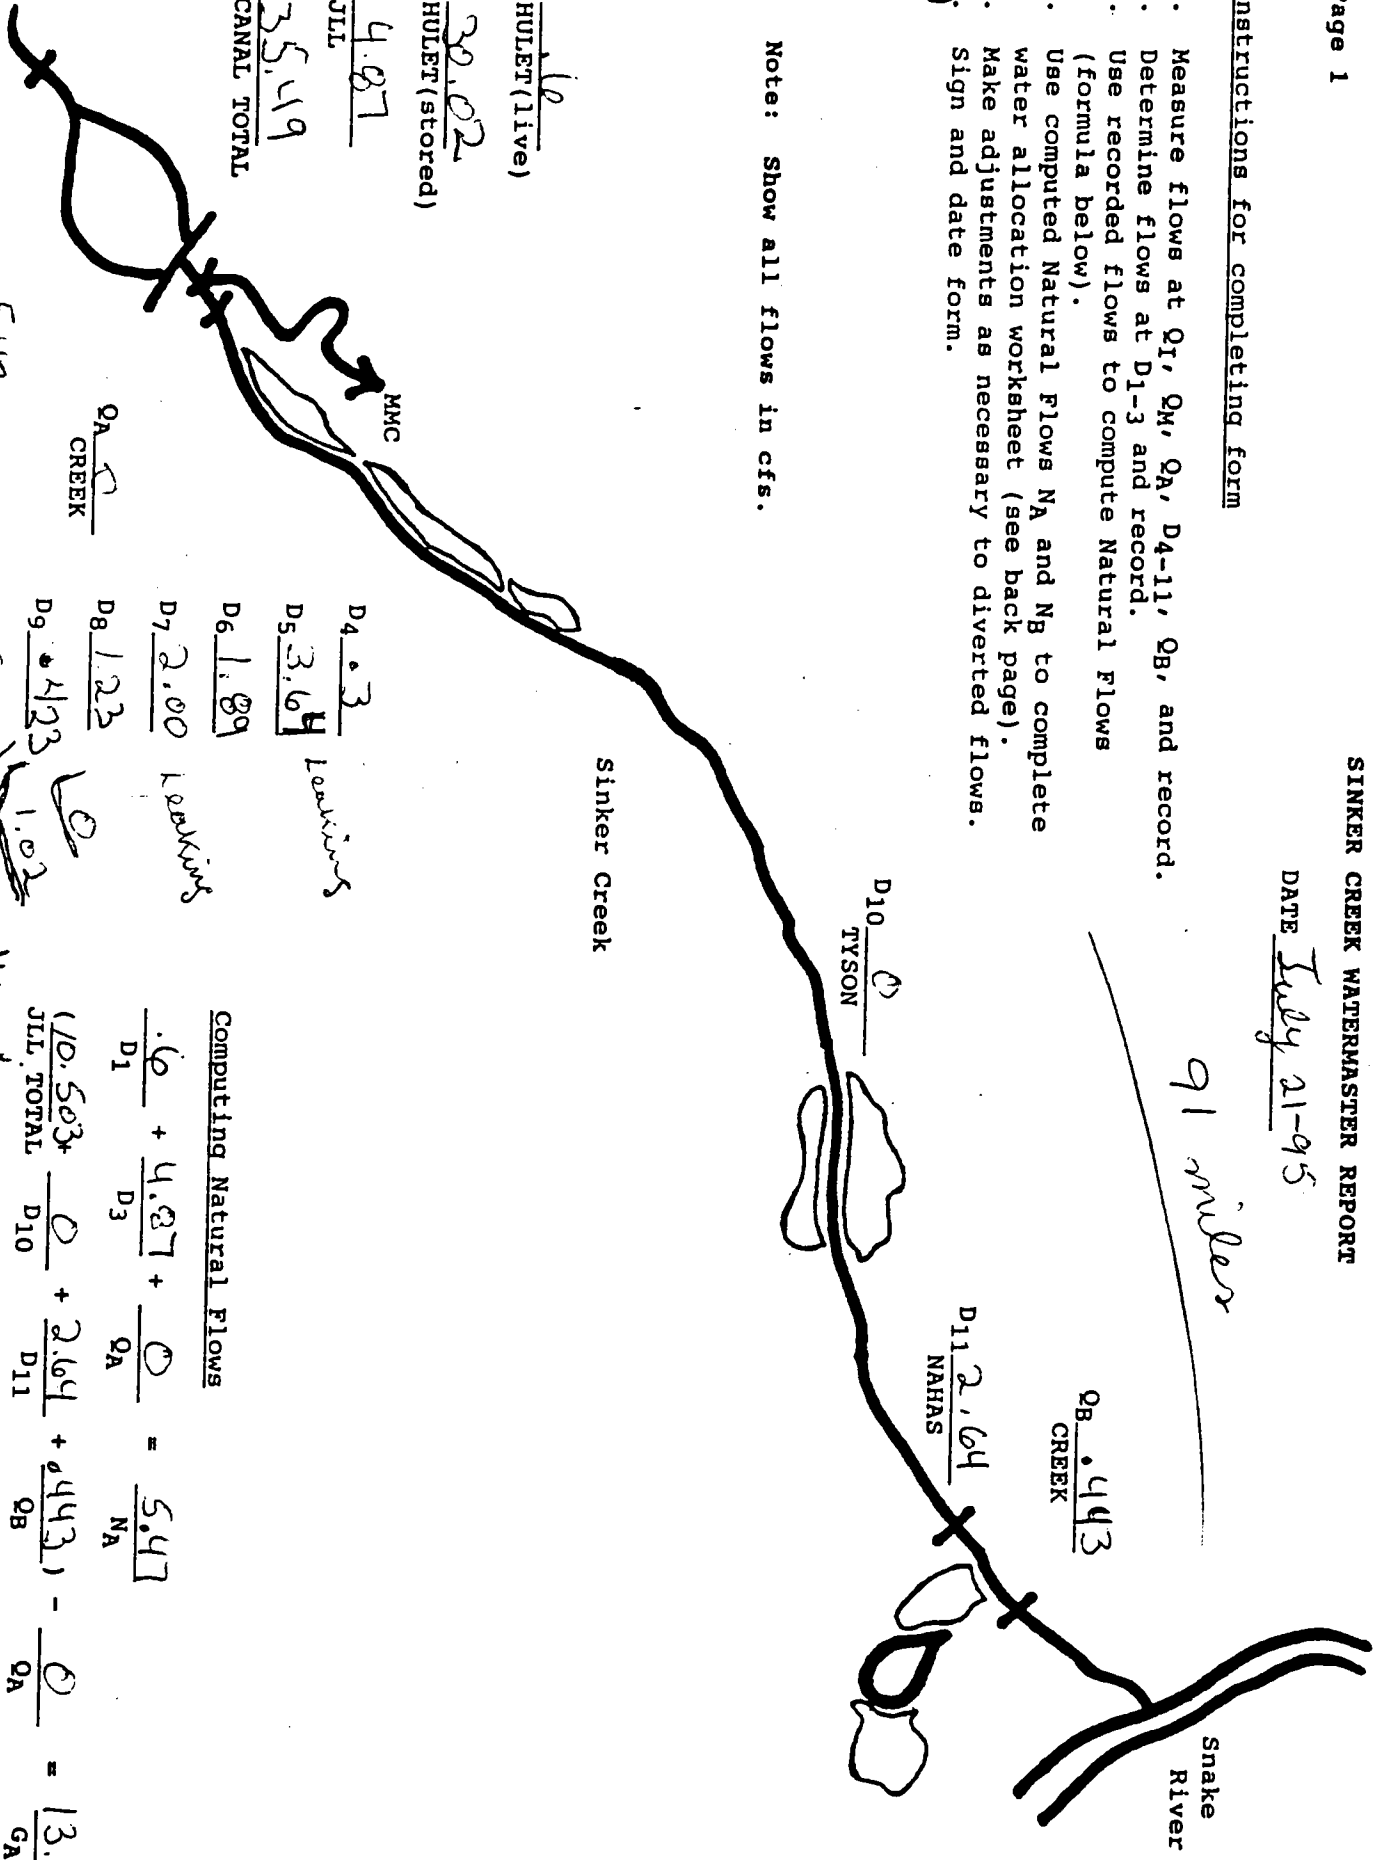 Page 1
SINKER CREEK WATERMASTER REPORT
DATE July 21-95
91 miles
nstructions for completing form
. Measure flows at QI, QM, QA, D4-11, QB, and record.
. Determine flows at D1-3 and record.
. Use recorded flows to compute Natural Flows
(formula below).
. Use computed Natural Flows NA and NB to complete
water allocation worksheet (see back page).
. Make adjustments as necessary to diverted flows.
. Sign and date form.
Note: Show all flows in cfs.
QB .443
CREEK
Snake
River
D11 2.64
NAHAS
D10 0
TYSON
Sinker Creek
.6
HULET(live)
30.02
HULET(stored)
4.87
JLL
35.49
CANAL TOTAL
MMC
QA 0
CREEK
D4 .3
D5 3.64 Leaking
D6 1.89
D7 2.00 Leaking
D8 1.23
D9 .423
0
1.02
Computing Natural Flows
.6 + 4.87 + 0 = 5.47
D1 D3 QA NA
(10.503+ 0 + 2.64 + .443) - 0 = 13.
JLL TOTAL D10 D11 QB QA GA